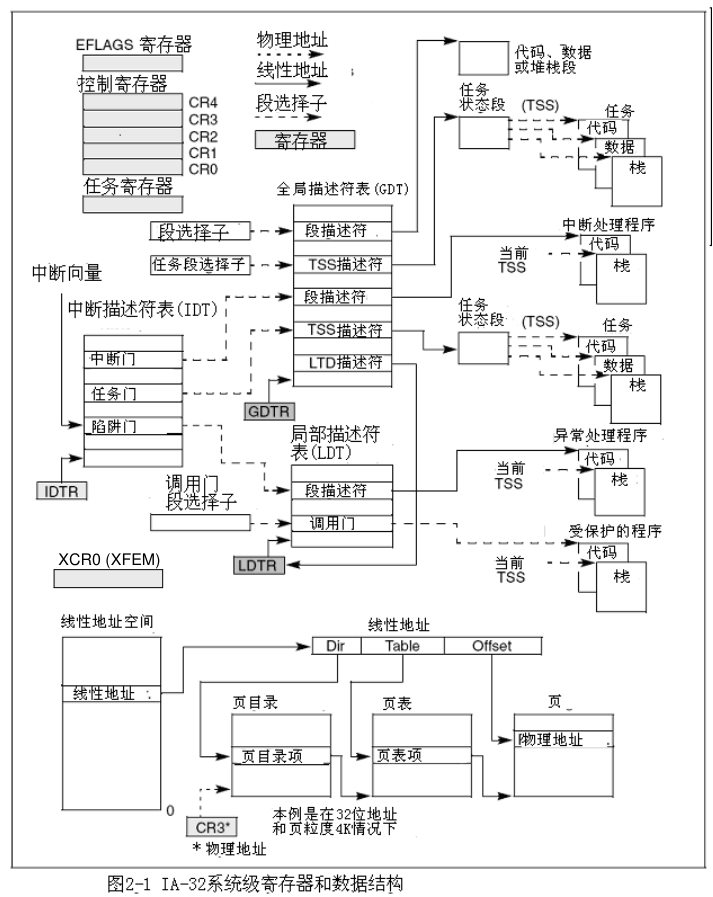 EFLAGS 寄存器
控制寄存器
CR4
CR3
CR2
CR1
CR0
任务寄存器
物理地址
线性地址
段选择子
寄存器
代码、数据
或堆栈段
任务
状态段
(TSS)
任务
代码
数据
栈
全局描述符表(GDT)
段选择子
段描述符
任务段选择子
TSS描述符
段描述符
TSS描述符
LTD描述符
GDTR
中断处理程序
代码
当前
TSS
栈
中断向量
中断描述符表(IDT)
中断门
任务门
陷阱门
IDTR
任务
状态段
(TSS)
任务
代码
数据
栈
局部描述符
表(LDT)
段描述符
调用门
调用门
段选择子
LDTR
异常处理程序
代码
当前
TSS
栈
受保护的程序
代码
当前
TSS
栈
XCR0 (XFEM)
线性地址空间
线性地址
0
线性地址
Dir Table Offset
页目录
页目录项
页表
页表项
页
物理地址
CR3*
*物理地址
本例是在32位地址
和页粒度4K情况下
图2-1 IA-32系统级寄存器和数据结构